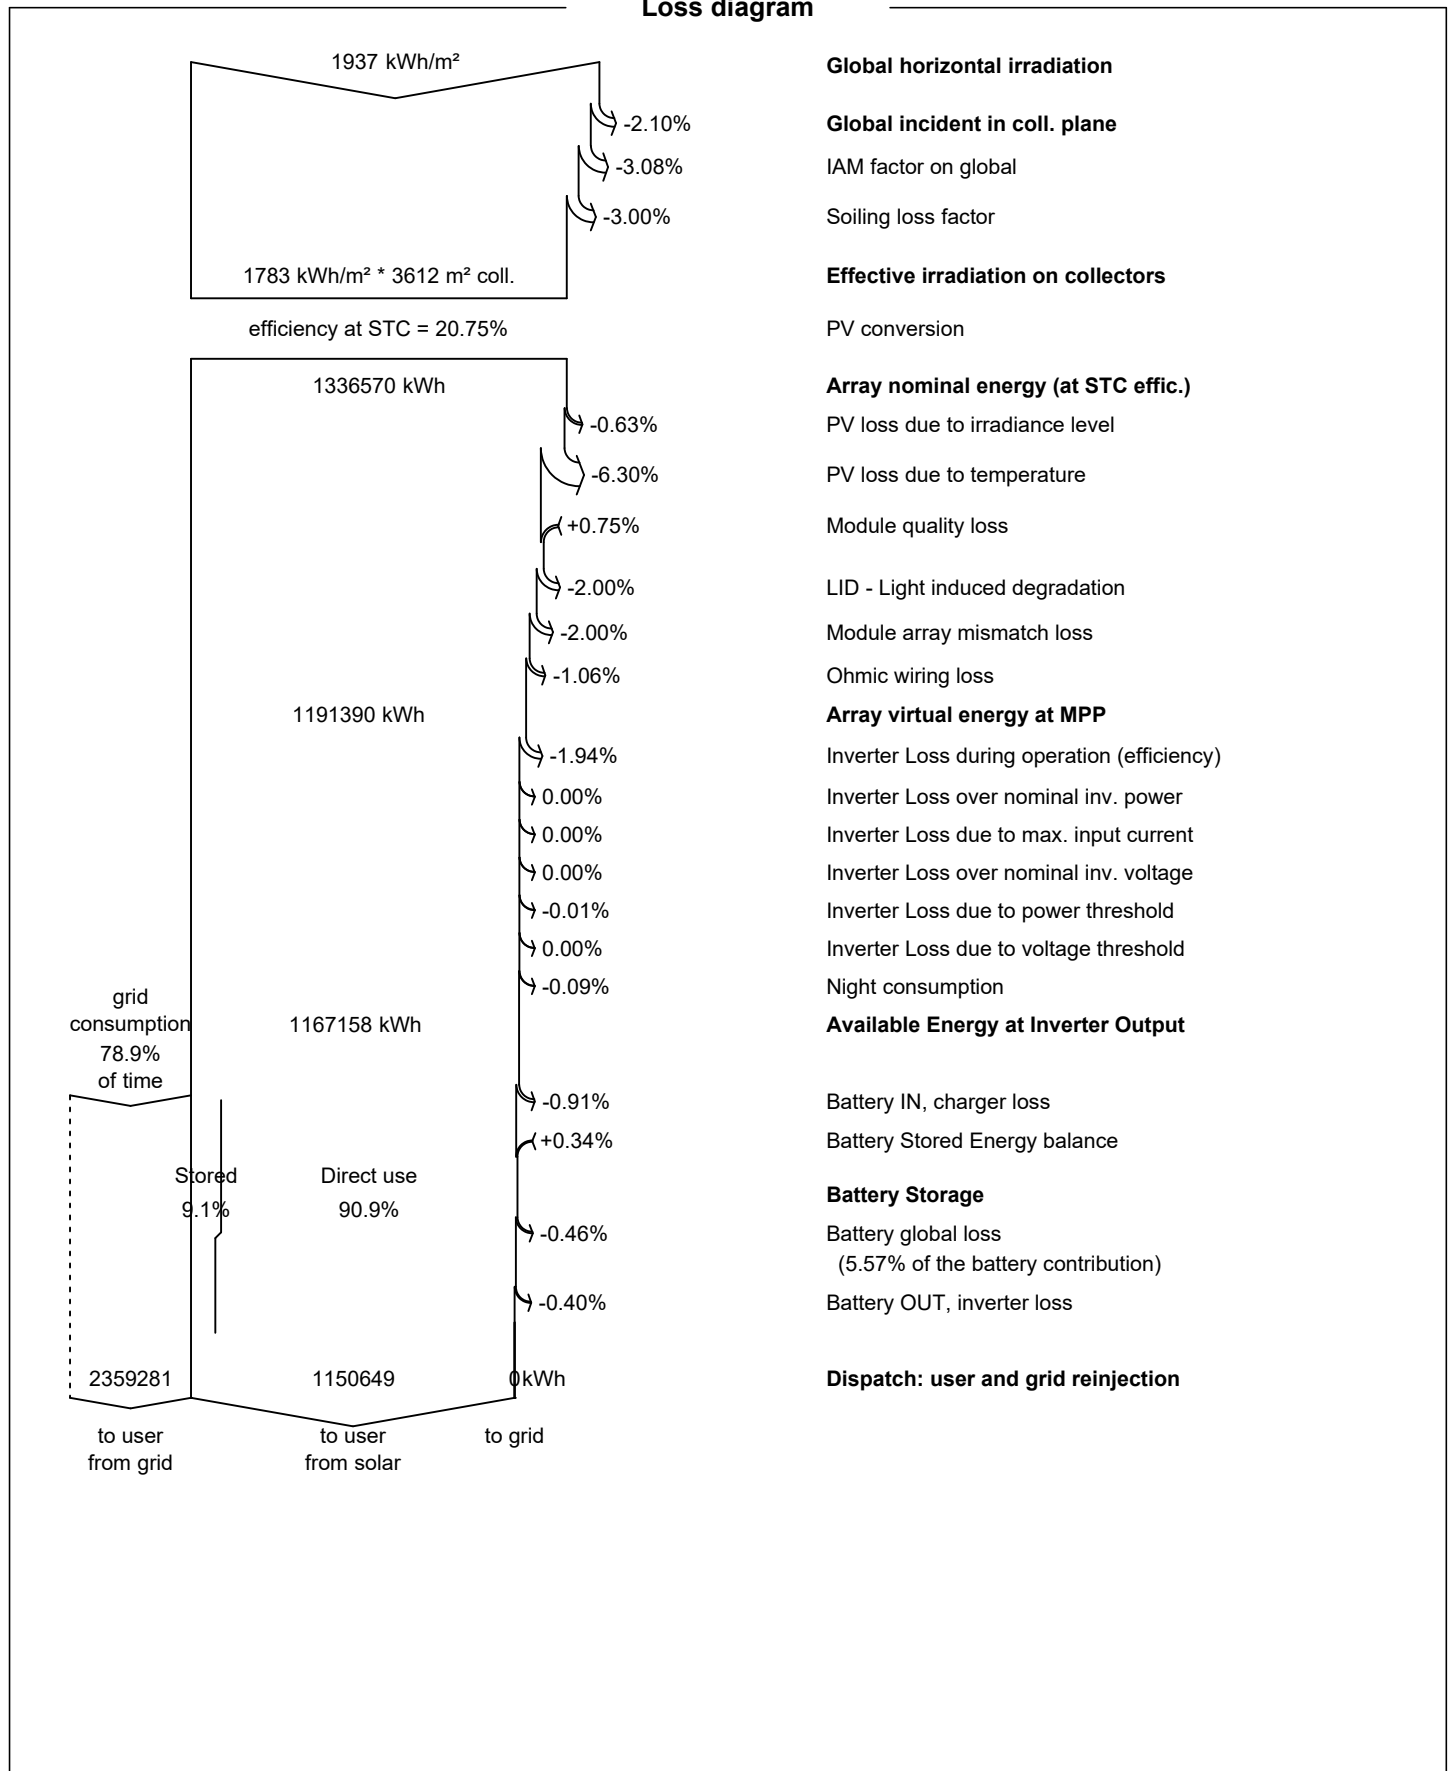 Loss diagram
1937 kWh/m²
Global horizontal irradiation
-2.10%
Global incident in coll. plane
-3.08%
IAM factor on global
-3.00%
Soiling loss factor
1783 kWh/m² * 3612 m² coll.
Effective irradiation on collectors
efficiency at STC = 20.75%
PV conversion
1336570 kWh
Array nominal energy (at STC effic.)
-0.63%
PV loss due to irradiance level
-6.30%
PV loss due to temperature
+0.75%
Module quality loss
-2.00%
LID - Light induced degradation
-2.00%
Module array mismatch loss
-1.06%
Ohmic wiring loss
1191390 kWh
Array virtual energy at MPP
-1.94%
Inverter Loss during operation (efficiency)
0.00%
Inverter Loss over nominal inv. power
0.00%
Inverter Loss due to max. input current
0.00%
Inverter Loss over nominal inv. voltage
-0.01%
Inverter Loss due to power threshold
0.00%
Inverter Loss due to voltage threshold
-0.09%
Night consumption
grid
consumption
78.9%
of time
1167158 kWh
Available Energy at Inverter Output
-0.91%
Battery IN, charger loss
+0.34%
Battery Stored Energy balance
Stored
9.1%
Direct use
90.9%
Battery Storage
-0.46%
Battery global loss
(5.57% of the battery contribution)
-0.40%
Battery OUT, inverter loss
2359281
1150649
0kWh
Dispatch: user and grid reinjection
to user
from grid
to user
from solar
to grid